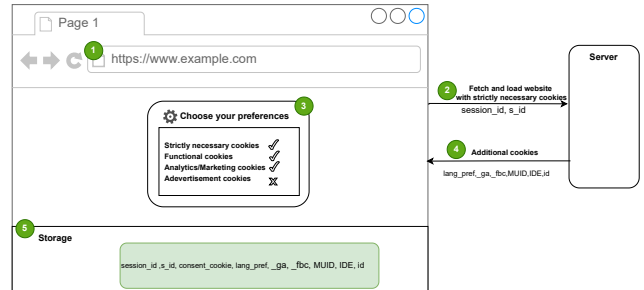 Page 1
1
https://www.example.com
Server
2
Fetch and load website
with strictly necessary cookies
session_id, s_id
3
Choose your preferences
Strictly necessary cookies
Functional cookies
Analytics/Marketing cookies
Adevertisement cookies
4
Additional cookies
lang_pref,_ga,_fbc,MUID,IDE,id
5
Storage
session_id ,s_id, consent_cookie, lang_pref, _ga, _fbc, MUID, IDE, id